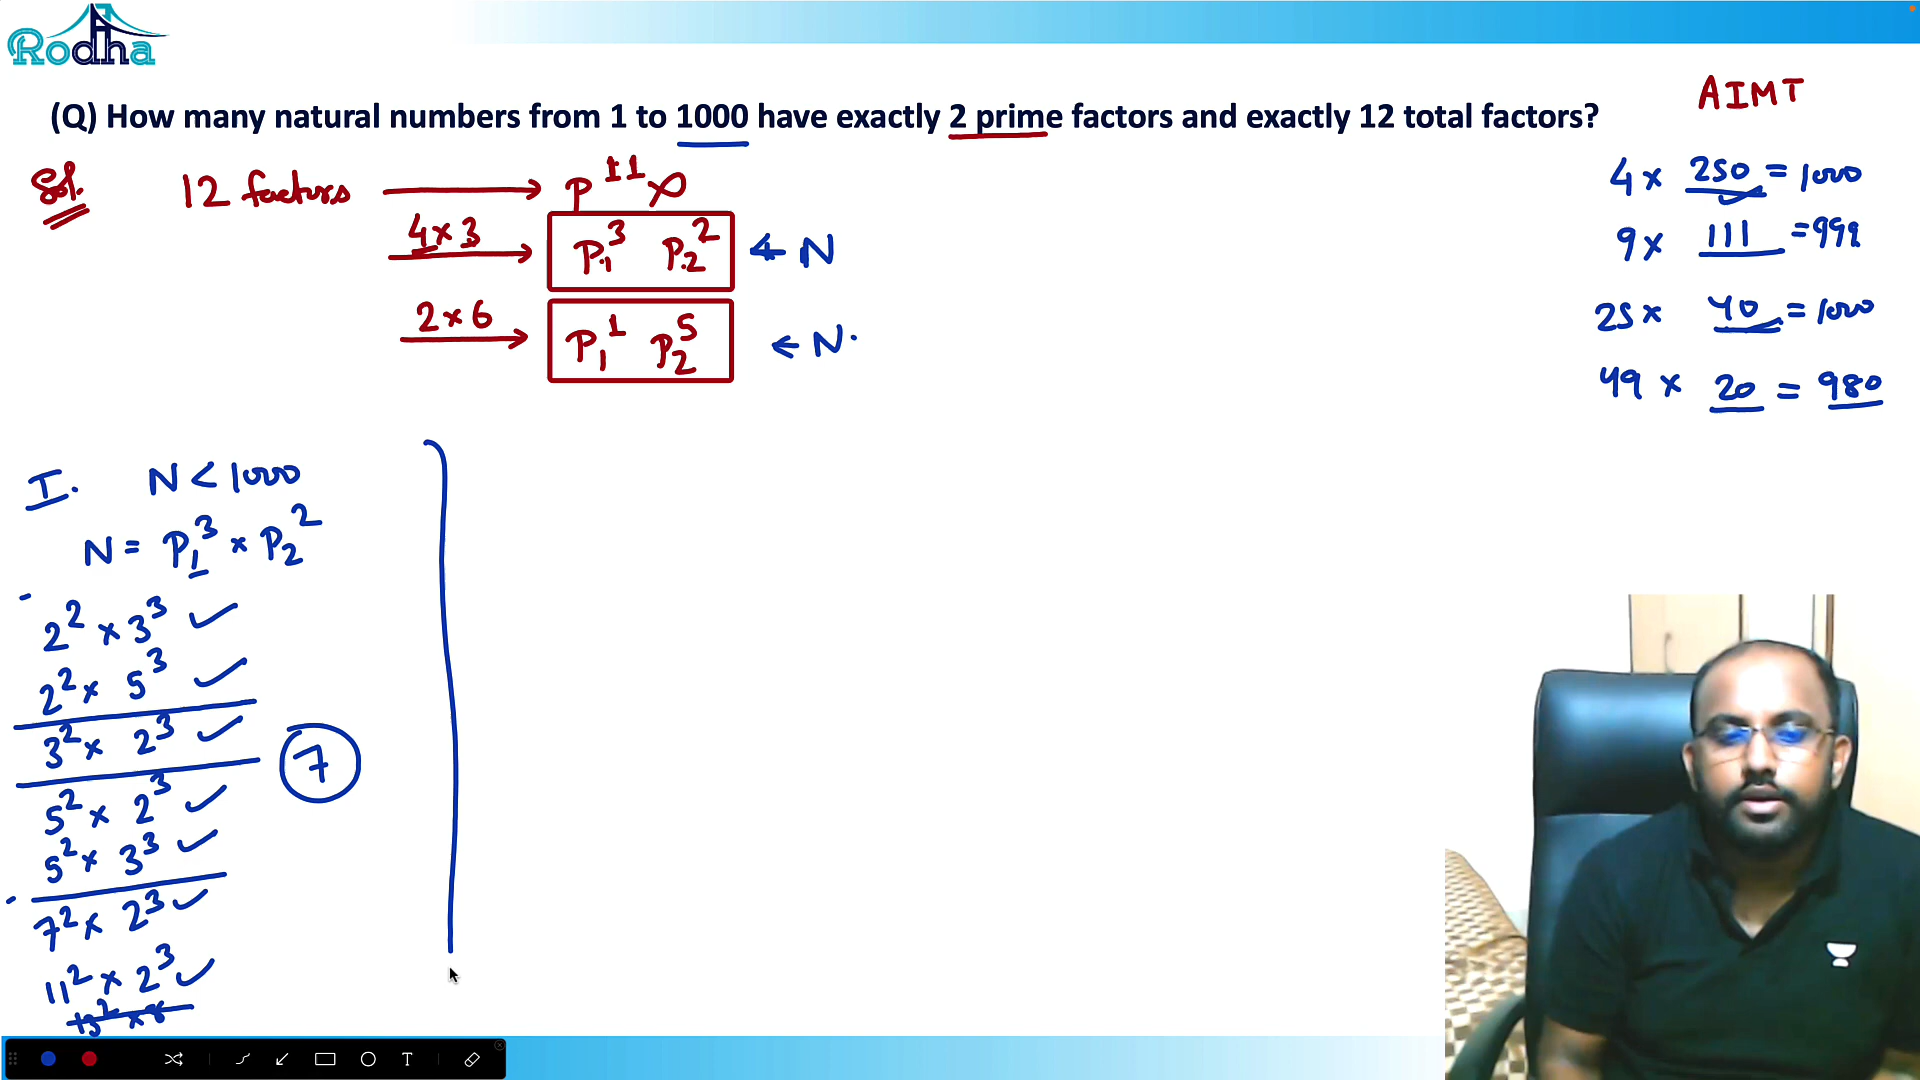 Rodha
(Q) How many natural numbers from 1 to 1000 have exactly 2 prime factors and exactly 12 total factors?
AIMT
Sol.
12 factors → P^11 ×
4×3 → P₁³ P₂² ← N
2×6 → P₁¹ P₂⁵ ← N.
4 × 250 = 1000
9 × 111 = 999
25 × 40 = 1000
49 × 20 = 980
I. N < 1000
N = P₁³ × P₂²
2² × 3³ ✓
2² × 5³ ✓
3² × 2³ ✓
7
5² × 2³ ✓
5² × 3³ ✓
7² × 2³ ✓
11² × 2³ ✓
13² × 8
T